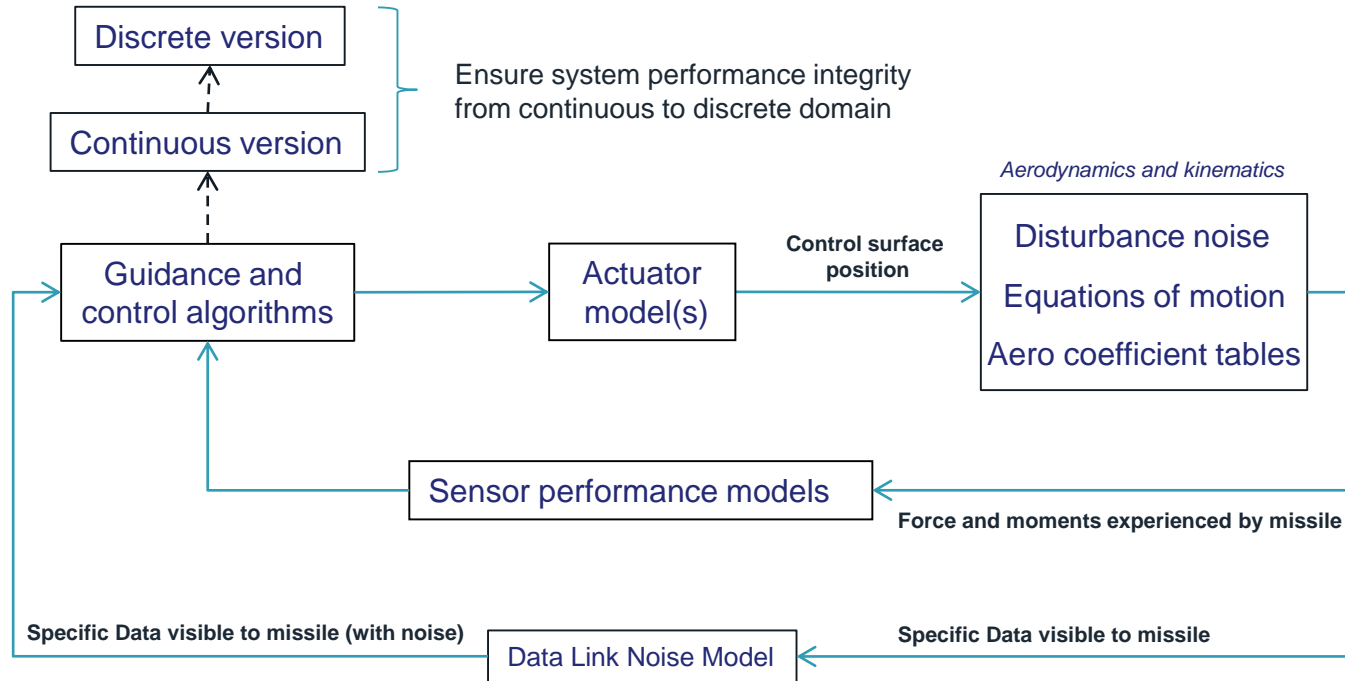 Discrete version
Ensure system performance integrity
from continuous to discrete domain
Continuous version
Aerodynamics and kinematics
Guidance and
control algorithms
Actuator
model(s)
Control surface
position
Disturbance noise
Equations of motion
Aero coefficient tables
Sensor performance models
Force and moments experienced by missile
Specific Data visible to missile (with noise)
Data Link Noise Model
Specific Data visible to missile